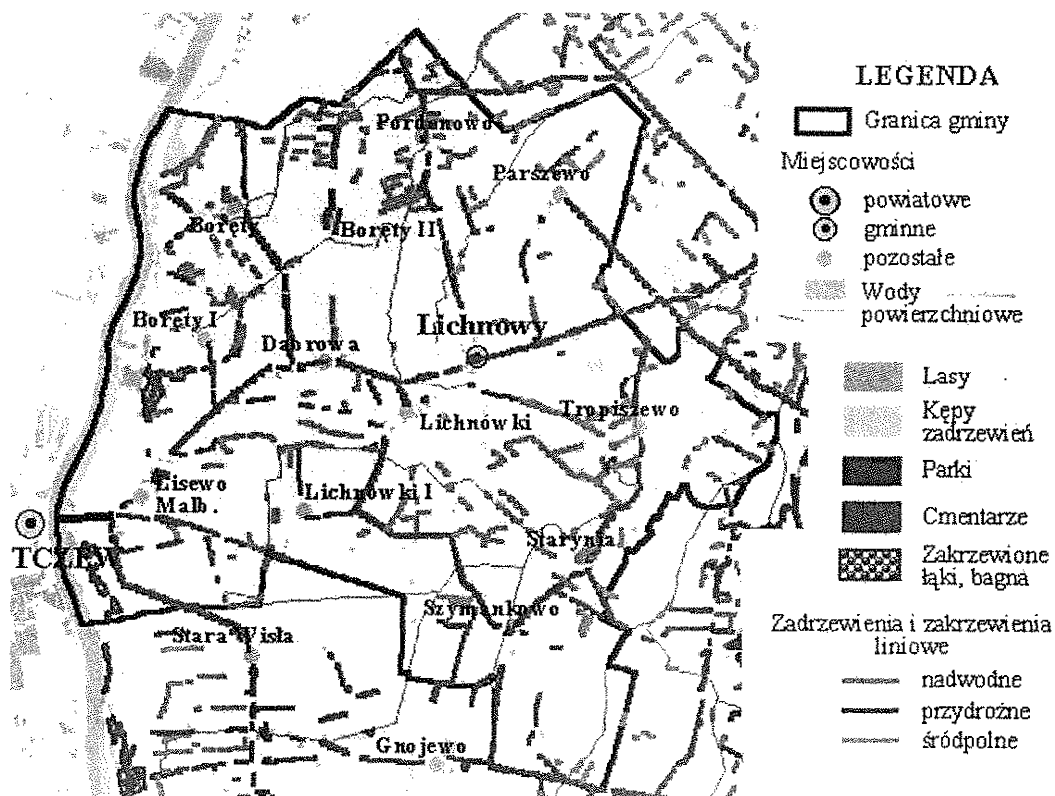 Pordenowo
Parszewo
Boręty
Boręty II
Boręty I
Lichnowy
Dąbrowa
Tropiszewo
Lichnówki
Lisewo
Malb.
Lichnówki I
Starynia
TCZEW
Szymankowo
Stara Wisła
Gnojewo
LEGENDA
Granica gminy
Miejscowości
powiatowe
gminne
pozostałe
Wody
powierzchniowe
Lasy
Kępy
zadrzewień
Parki
Cmentarze
Zakrzewione
łąki, bagna
Zadrzewienia i zakrzewienia
liniowe
nadwodne
przydrożne
śródpolne